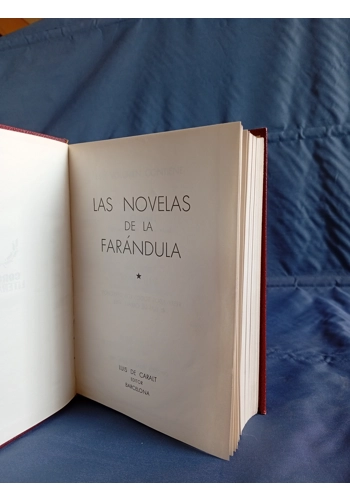 LAS NOVELAS
DE LA
FARÁNDULA
*
LUIS DE CARALT
EDITOR
BARCELONA